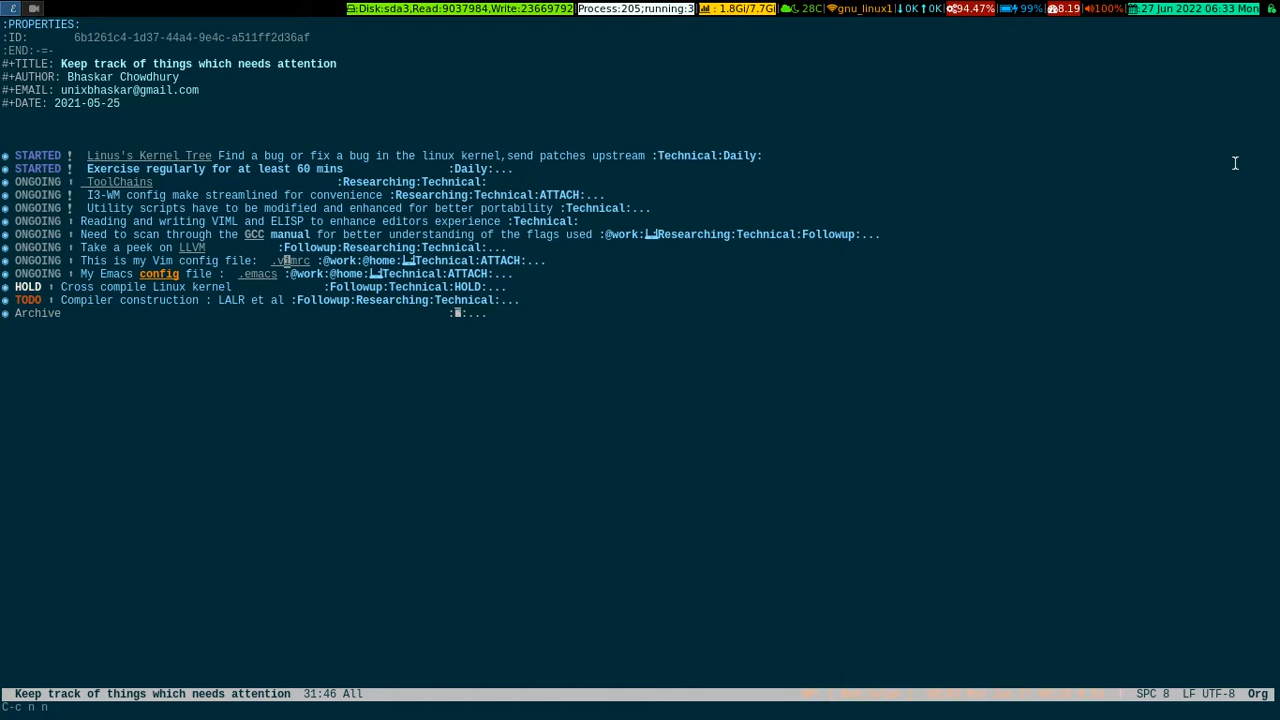 ε :Disk:sda3,Read:9037984,Write:23669792 Process:205;running:3 : 1.8Gi/7.7Gi 28C gnu_linux1 ↓ 0K ↑ 0K 94.47% 99% 8.19 100% :27 Jun 2022 06:33 Mon
:PROPERTIES:
:ID: 6b1261c4-1d37-44a4-9e4c-a511ff2d36af
:END:-=-
#+TITLE: Keep track of things which needs attention
#+AUTHOR: Bhaskar Chowdhury
#+EMAIL: unixbhaskar@gmail.com
#+DATE: 2021-05-25
◉ STARTED ! Linus's Kernel Tree Find a bug or fix a bug in the linux kernel,send patches upstream :Technical:Daily:
◉ STARTED ! Exercise regularly for at least 60 mins :Daily:...
◉ ONGOING ↑ ToolChains :Researching:Technical:
◉ ONGOING ! I3-WM config make streamlined for convenience :Researching:Technical:ATTACH:...
◉ ONGOING ! Utility scripts have to be modified and enhanced for better portability :Technical:...
◉ ONGOING ↑ Reading and writing VIML and ELISP to enhance editors experience :Technical:
◉ ONGOING ↑ Need to scan through the GCC manual for better understanding of the flags used :@work:Researching:Technical:Followup:...
◉ ONGOING ↑ Take a peek on LLVM :Followup:Researching:Technical:...
◉ ONGOING ↑ This is my Vim config file: .vimrc :@work:@home:Technical:ATTACH:...
◉ ONGOING ↑ My Emacs config file : .emacs :@work:@home:Technical:ATTACH:...
◉ HOLD ↑ Cross compile Linux kernel :Followup:Technical:HOLD:...
◉ TODO ↑ Compiler construction : LALR et al :Followup:Researching:Technical:...
◉ Archive ::...
Keep track of things which needs attention 31:46 All SPC 8 LF UTF-8 Org
C-c n n